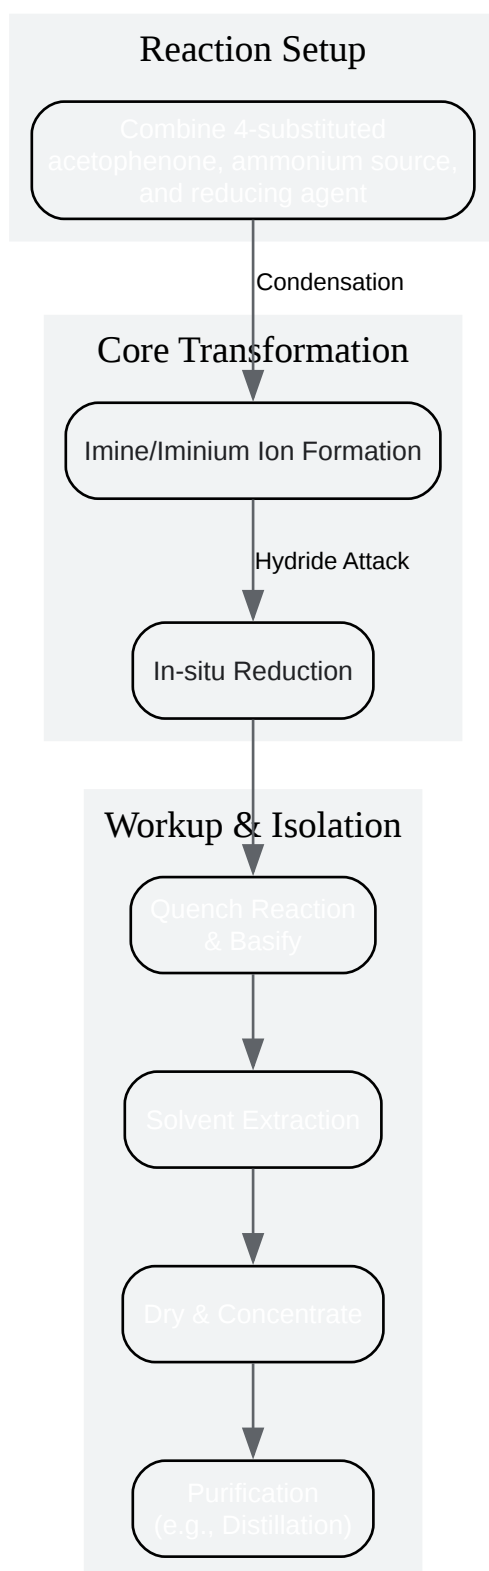 Reaction Setup
Combine 4-substituted
acetophenone, ammonium source,
and reducing agent
Condensation
Core Transformation
Imine/Iminium Ion Formation
Hydride Attack
In-situ Reduction
Workup & Isolation
Quench Reaction
& Basify
Solvent Extraction
Dry & Concentrate
Purification
(e.g., Distillation)